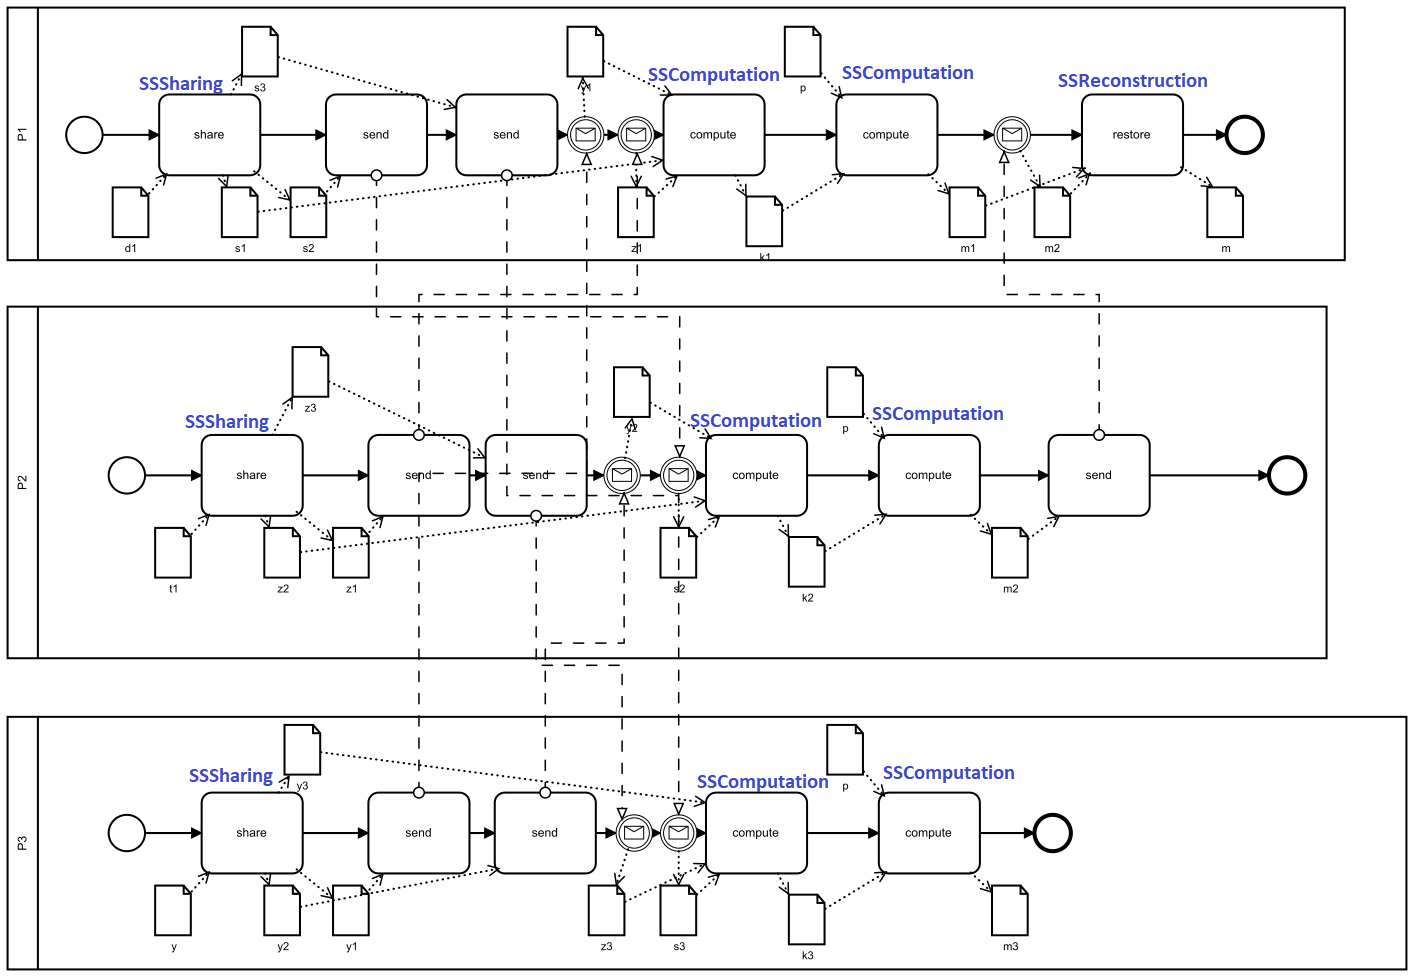 P1
s3
y1
p
SSSharing
SSComputation
SSComputation
SSReconstruction
share
send
send
compute
compute
restore
d1
s1
s2
z1
k1
m1
m2
m
P2
z3
y2
p
SSSharing
SSComputation
SSComputation
share
send
send
compute
compute
send
t1
z2
z1
s2
k2
m2
P3
y3
p
SSSharing
SSComputation
SSComputation
share
send
send
compute
compute
y
y2
y1
z3
s3
k3
m3